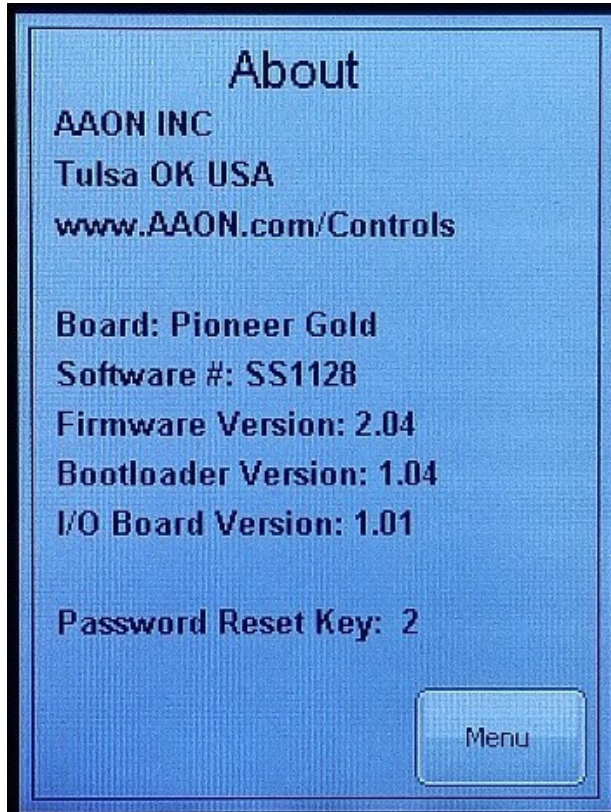 About
AAON INC
Tulsa OK USA
www.AAON.com/Controls
Board: Pioneer Gold
Software #: SS1128
Firmware Version: 2.04
Bootloader Version: 1.04
I/O Board Version: 1.01
Password Reset Key: 2
Menu